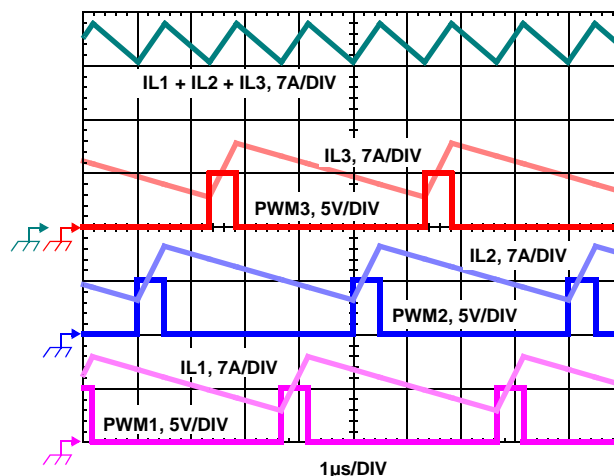 IL1 + IL2 + IL3, 7A/DIV
IL3, 7A/DIV
PWM3, 5V/DIV
IL2, 7A/DIV
PWM2, 5V/DIV
IL1, 7A/DIV
PWM1, 5V/DIV
1µs/DIV